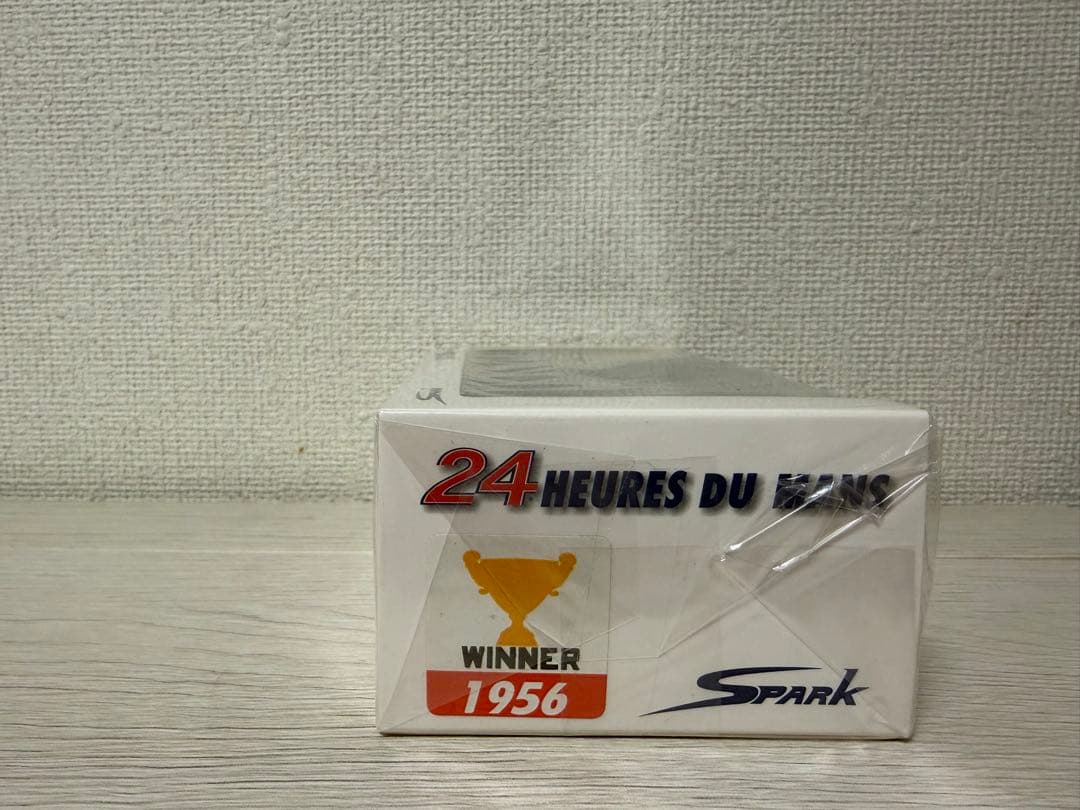 24 HEURES DU MANS
WINNER
1956
SPARK